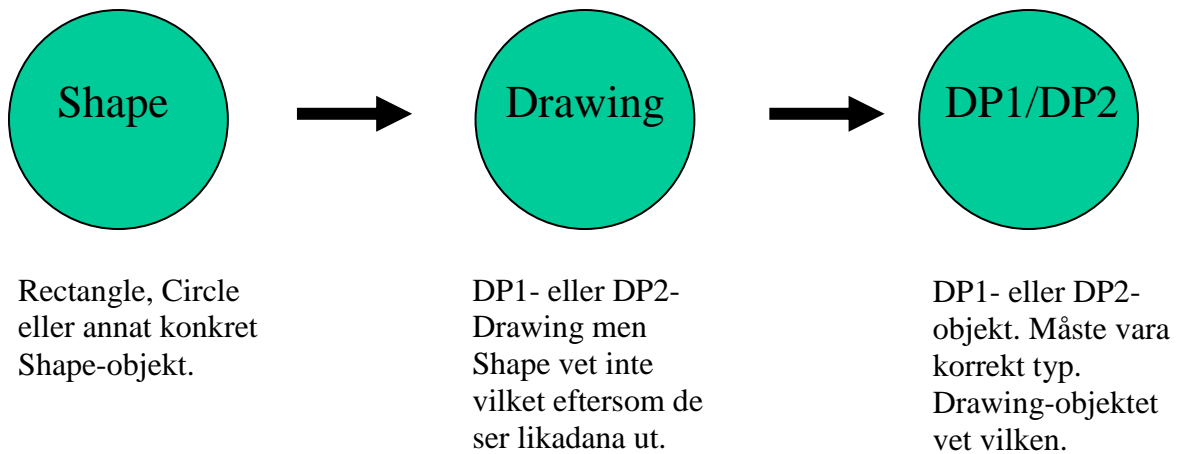 Shape
Drawing
DP1/DP2
Rectangle, Circle
eller annat konkret
Shape-objekt.
DP1- eller DP2-
Drawing men
Shape vet inte
vilket eftersom de
ser likadana ut.
DP1- eller DP2-
objekt. Måste vara
korrekt typ.
Drawing-objektet
vet vilken.